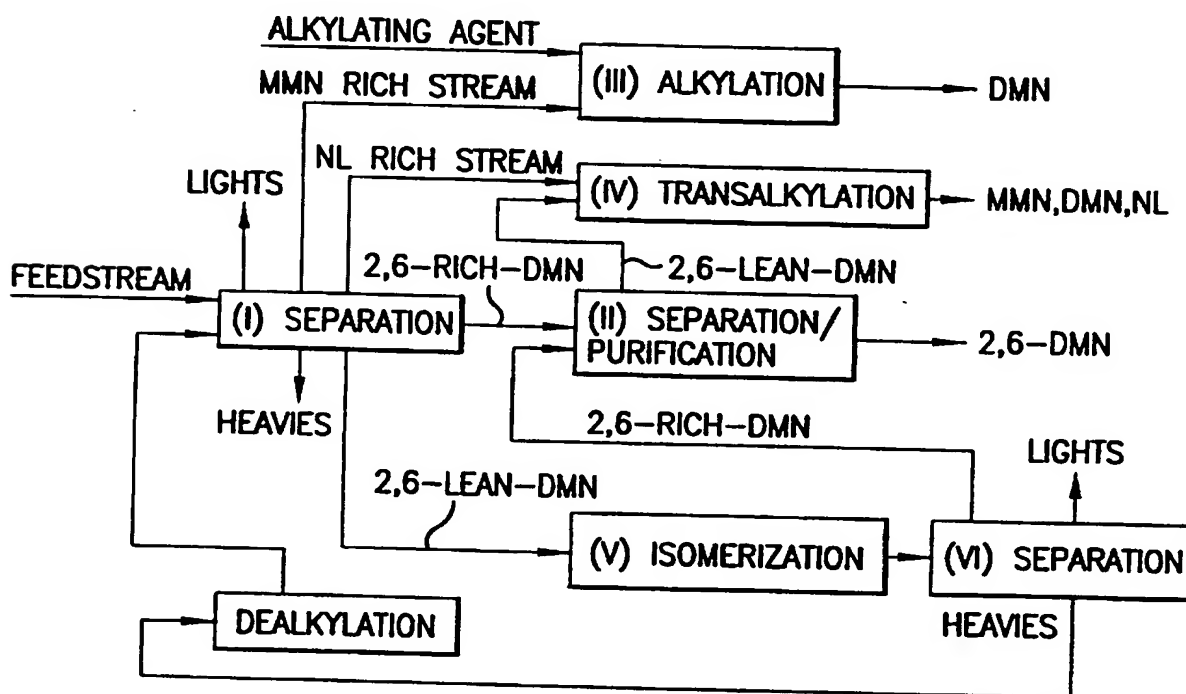 ALKYLATING AGENT
(III) ALKYLATION
DMN
MMN RICH STREAM
NL RICH STREAM
LIGHTS
(IV) TRANSALKYLATION
MMN,DMN,NL
2,6-RICH-DMN
2,6-LEAN-DMN
FEEDSTREAM
(I) SEPARATION
(II) SEPARATION/
PURIFICATION
2,6-DMN
HEAVIES
2,6-RICH-DMN
LIGHTS
2,6-LEAN-DMN
(V) ISOMERIZATION
(VI) SEPARATION
DEALKYLATION
HEAVIES